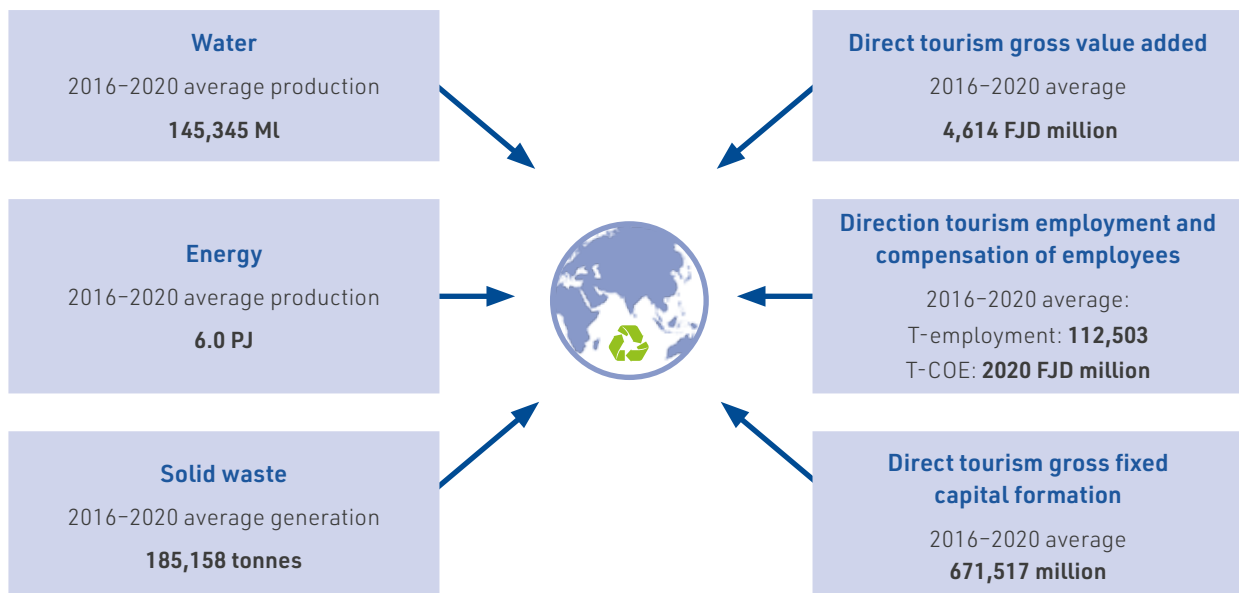 Water
2016–2020 average production
145,345 Ml
Energy
2016–2020 average production
6.0 PJ
Solid waste
2016–2020 average generation
185,158 tonnes
Direct tourism gross value added
2016–2020 average
4,614 FJD million
Direction tourism employment and
compensation of employees
2016–2020 average:
T-employment: 112,503
T-COE: 2020 FJD million
Direct tourism gross fixed
capital formation
2016–2020 average
671,517 million